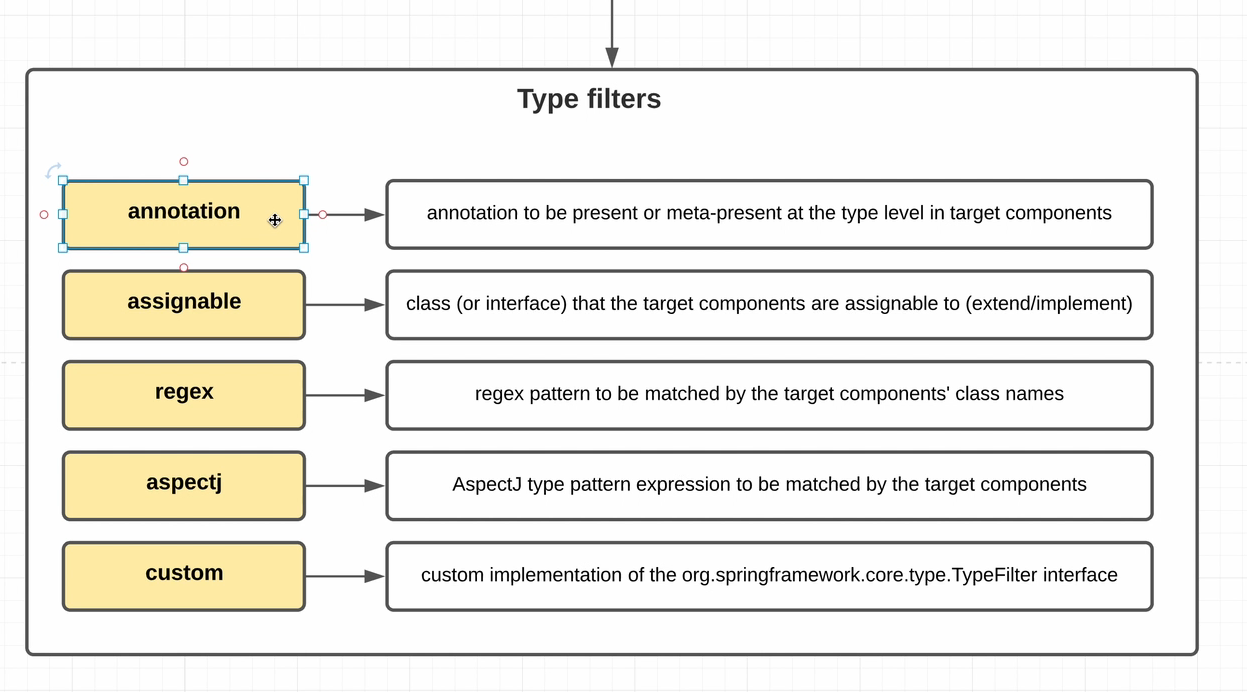 Type filters
annotation
annotation to be present or meta-present at the type level in target components
assignable
class (or interface) that the target components are assignable to (extend/implement)
regex
regex pattern to be matched by the target components' class names
aspectj
AspectJ type pattern expression to be matched by the target components
custom
custom implementation of the org.springframework.core.type.TypeFilter interface